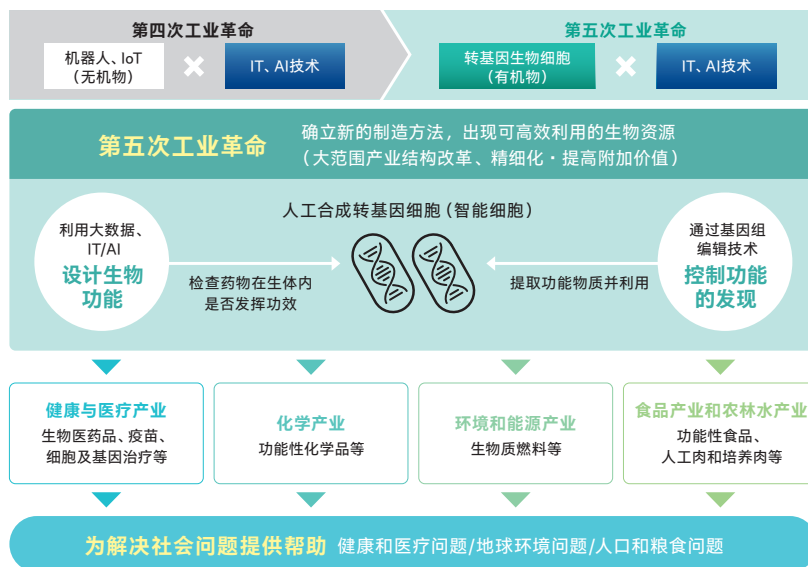 第四次工业革命
第五次工业革命
机器人、IoT
（无机物）
IT、AI技术
转基因生物细胞
（有机物）
IT、AI技术
第五次工业革命
确立新的制造方法，出现可高效利用的生物资源
（大范围产业结构改革、精细化・提高附加价值）
人工合成转基因细胞（智能细胞）
利用大数据、
IT/AI
设计生物
功能
检查药物在生体内
是否发挥功效
提取功能物质并利用
通过基因组
编辑技术
控制功能
的发现
健康与医疗产业
生物医药品、疫苗、
细胞及基因治疗等
化学产业
功能性化学品等
环境和能源产业
生物质燃料等
食品产业和农林水产业
功能性食品、
人工肉和培养肉等
为解决社会问题提供帮助 健康和医疗问题/地球环境问题/人口和粮食问题